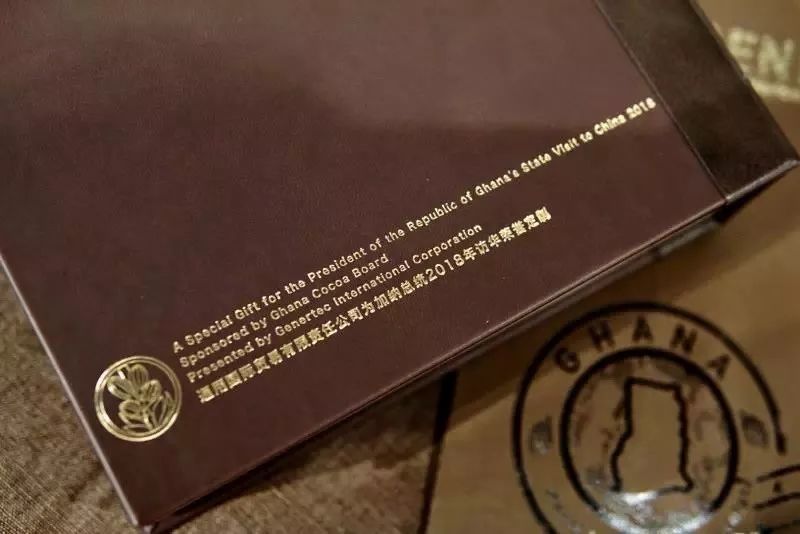 A Special Gift for the President of the Republic of Ghana's State Visit to China 2018
Sponsored by Ghana Cocoa Board
Presented by Genertec International Corporation
通用国际贸易有限责任公司为加纳总统2018年访华荣誉定制
GHANA